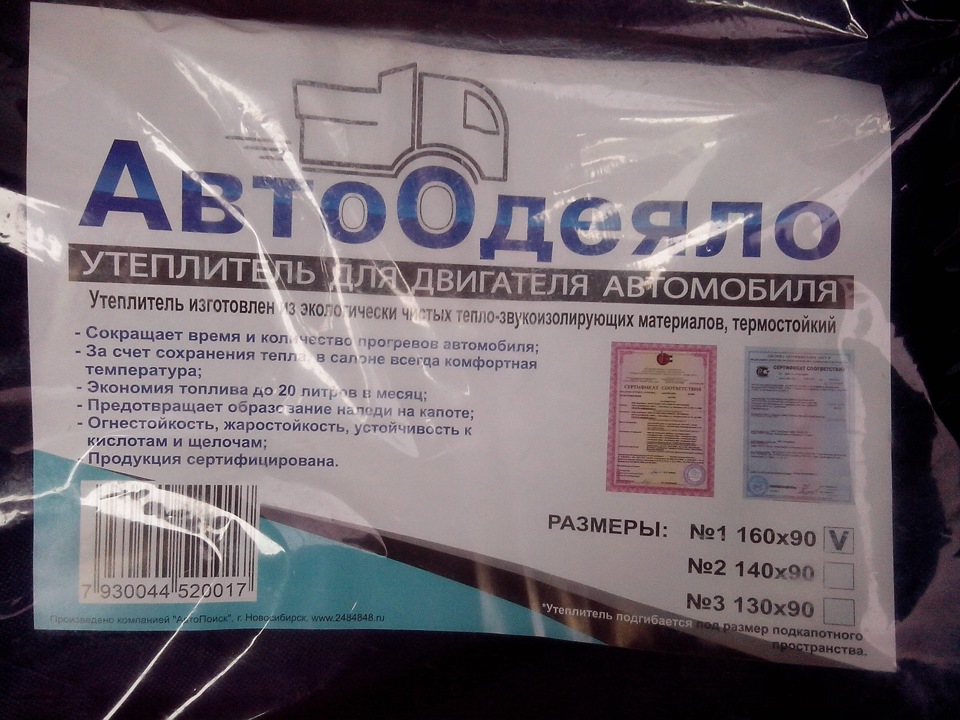 АвтоОдеяло
УТЕПЛИТЕЛЬ ДЛЯ ДВИГАТЕЛЯ АВТОМОБИЛЯ
Утеплитель изготовлен из экологически чистых тепло-звукоизолирующих материалов, термостойкий
- Сокращает время и количество прогревов автомобиля;
- За счет сохранения тепла, в салоне всегда комфортная
температура;
- Экономия топлива до 20 литров в месяц;
- Предотвращает образование наледи на капоте;
- Огнестойкость, жаростойкость, устойчивость к
кислотам и щелочам;
Продукция сертифицирована.
СЕРТИФИКАТ СООТВЕТСТВИЯ
СЕРТИФИКАТ СООТВЕТСТВИЯ
РАЗМЕРЫ: №1 160х90 V
№2 140х90
№3 130х90
7 930044 520017
*Утеплитель подгибается под размер подкапотного
пространства.
Произведено компанией "АвтоПоиск", г. Новосибирск, www.2484848.ru